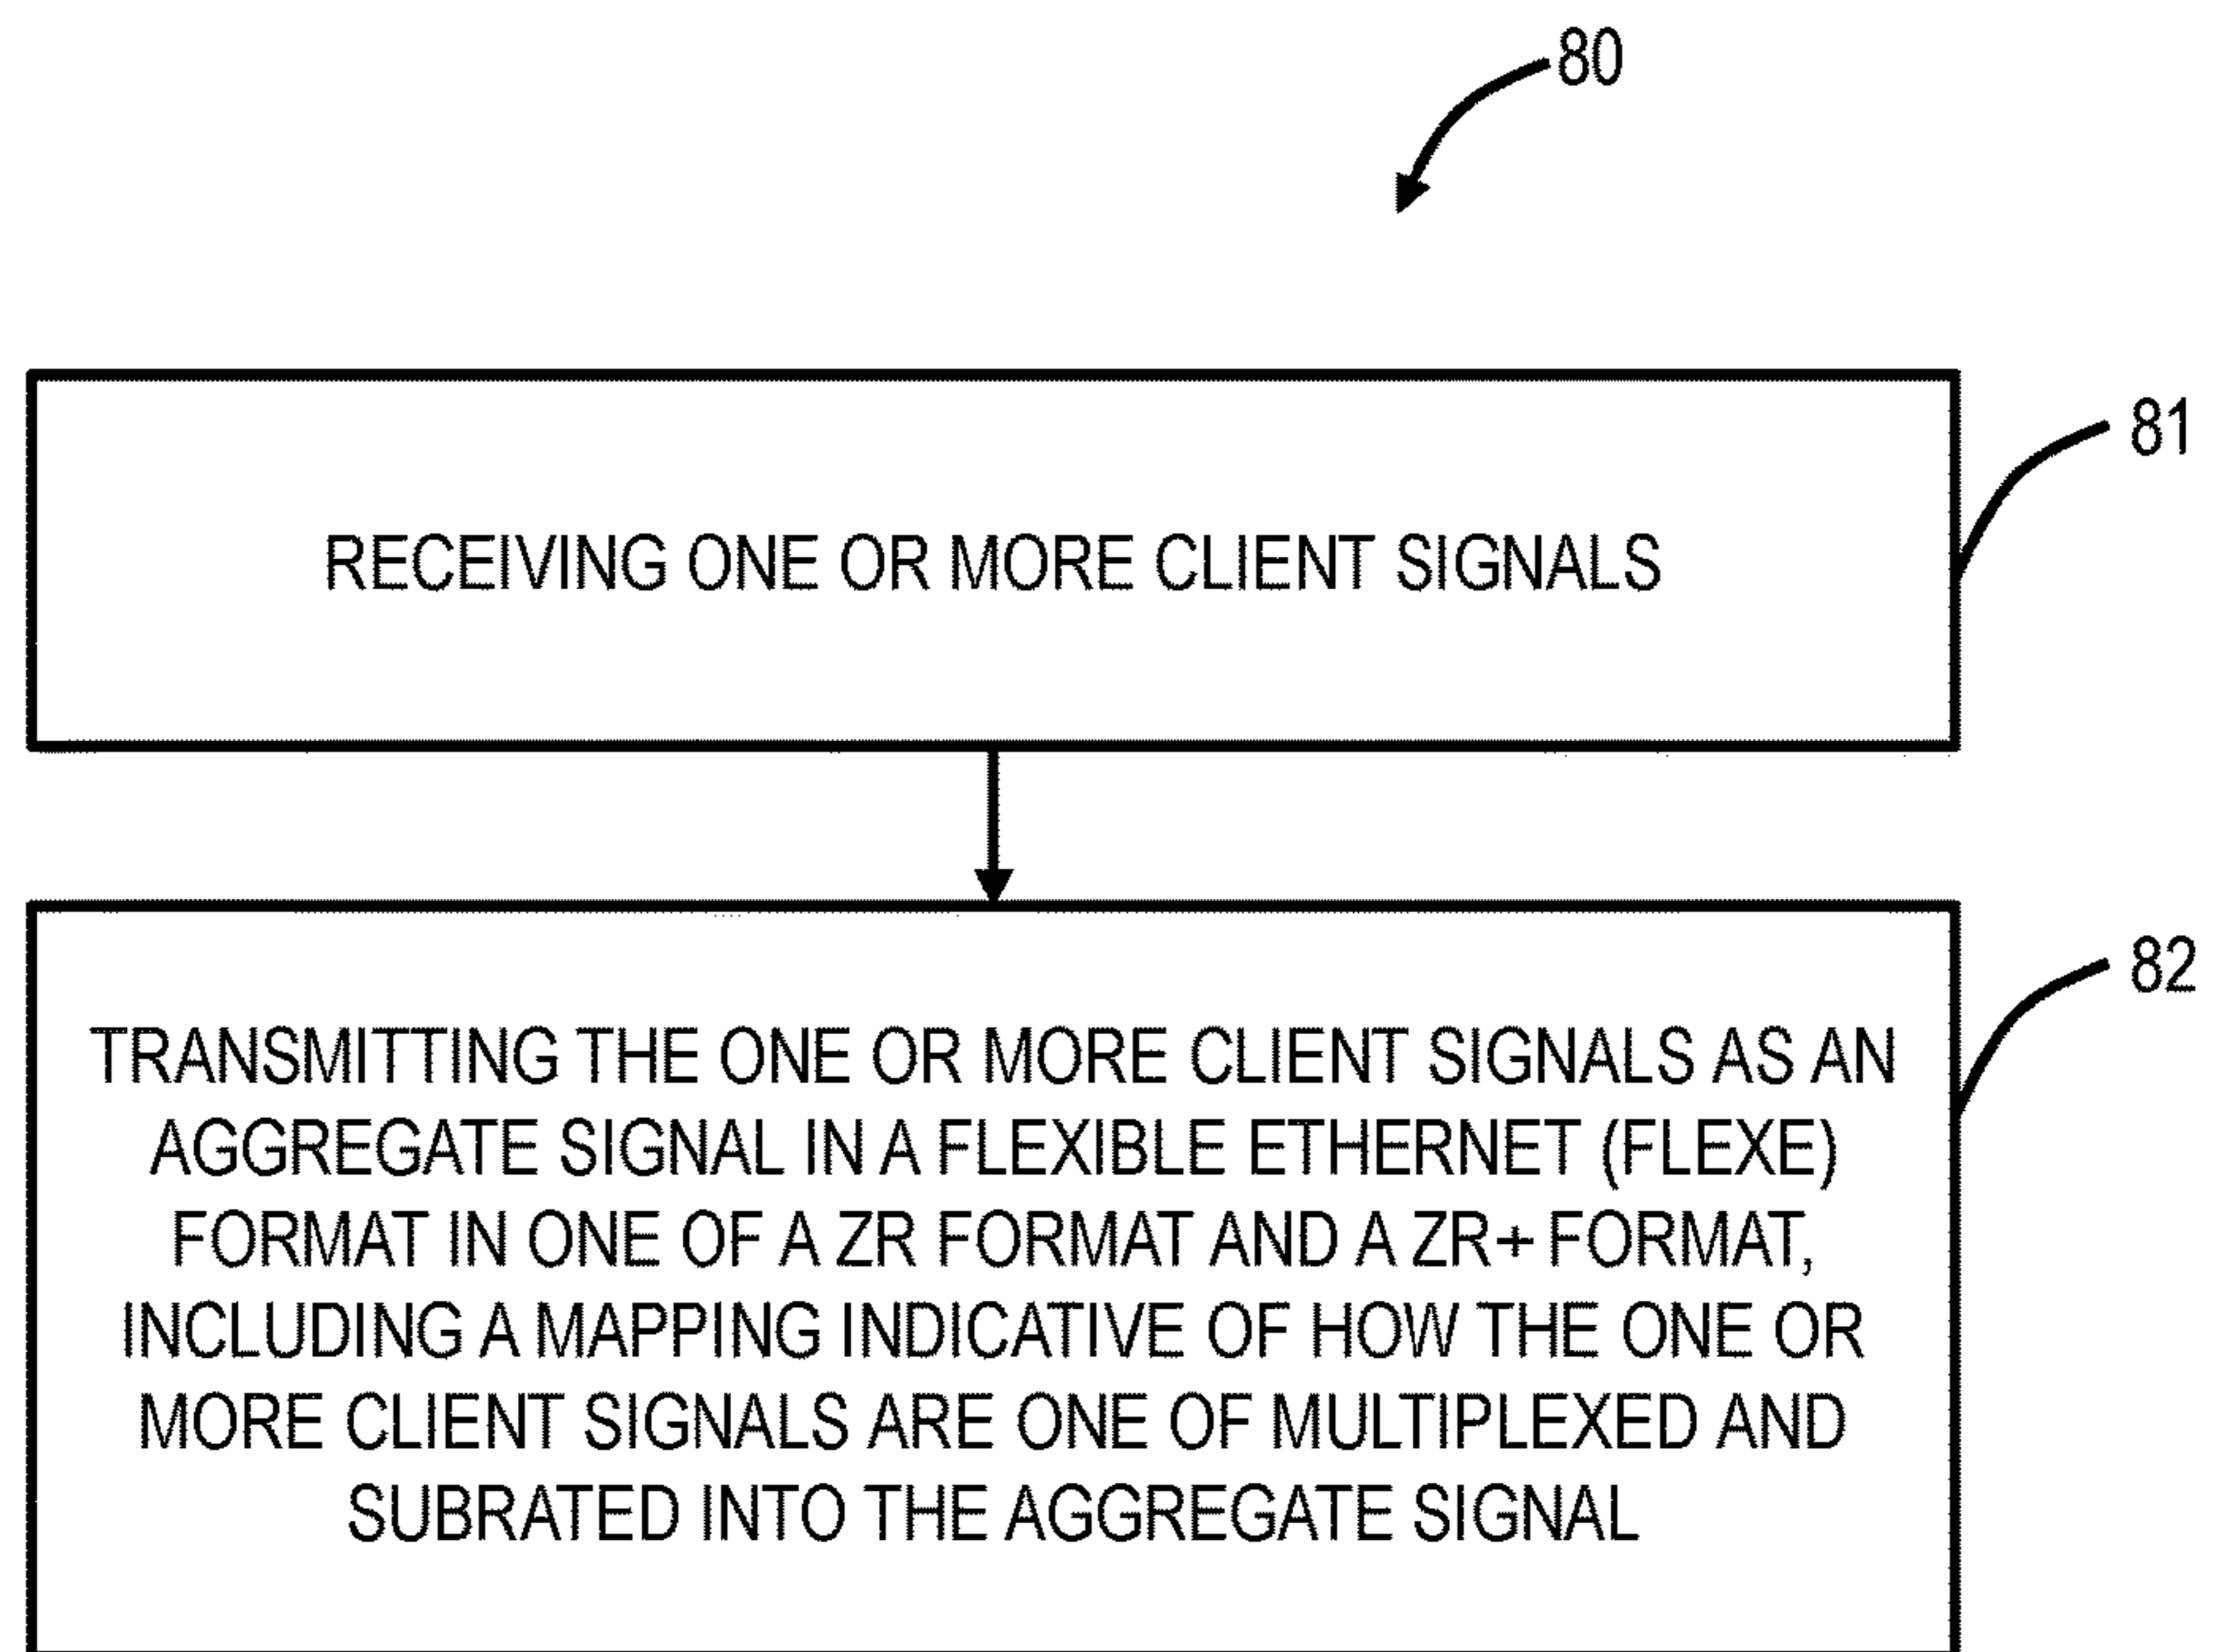 80
81
RECEIVING ONE OR MORE CLIENT SIGNALS
82
TRANSMITTING THE ONE OR MORE CLIENT SIGNALS AS AN
AGGREGATE SIGNAL IN A FLEXIBLE ETHERNET (FLEXE)
FORMAT IN ONE OF A ZR FORMAT AND A ZR+ FORMAT,
INCLUDING A MAPPING INDICATIVE OF HOW THE ONE OR
MORE CLIENT SIGNALS ARE ONE OF MULTIPLEXED AND
SUBRATED INTO THE AGGREGATE SIGNAL